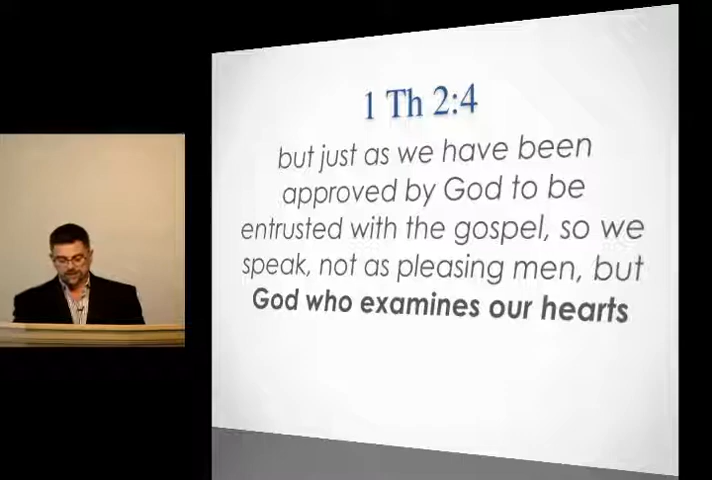 1 Th 2:4
but just as we have been
approved by God to be
entrusted with the gospel, so we
speak, not as pleasing men, but
God who examines our hearts